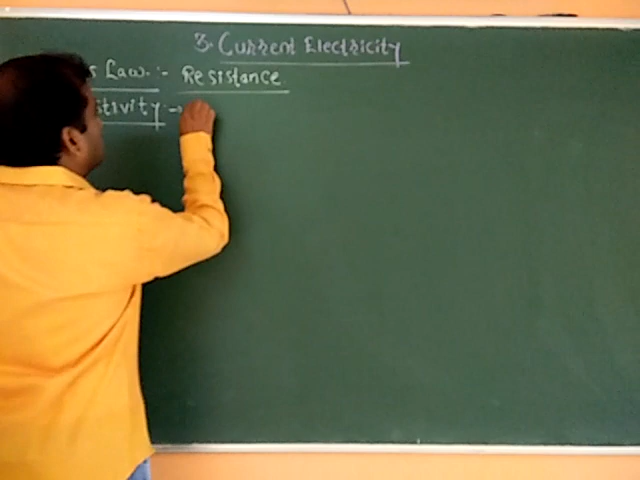 3. Current Electricity
s Law :- Resistance
stivity →